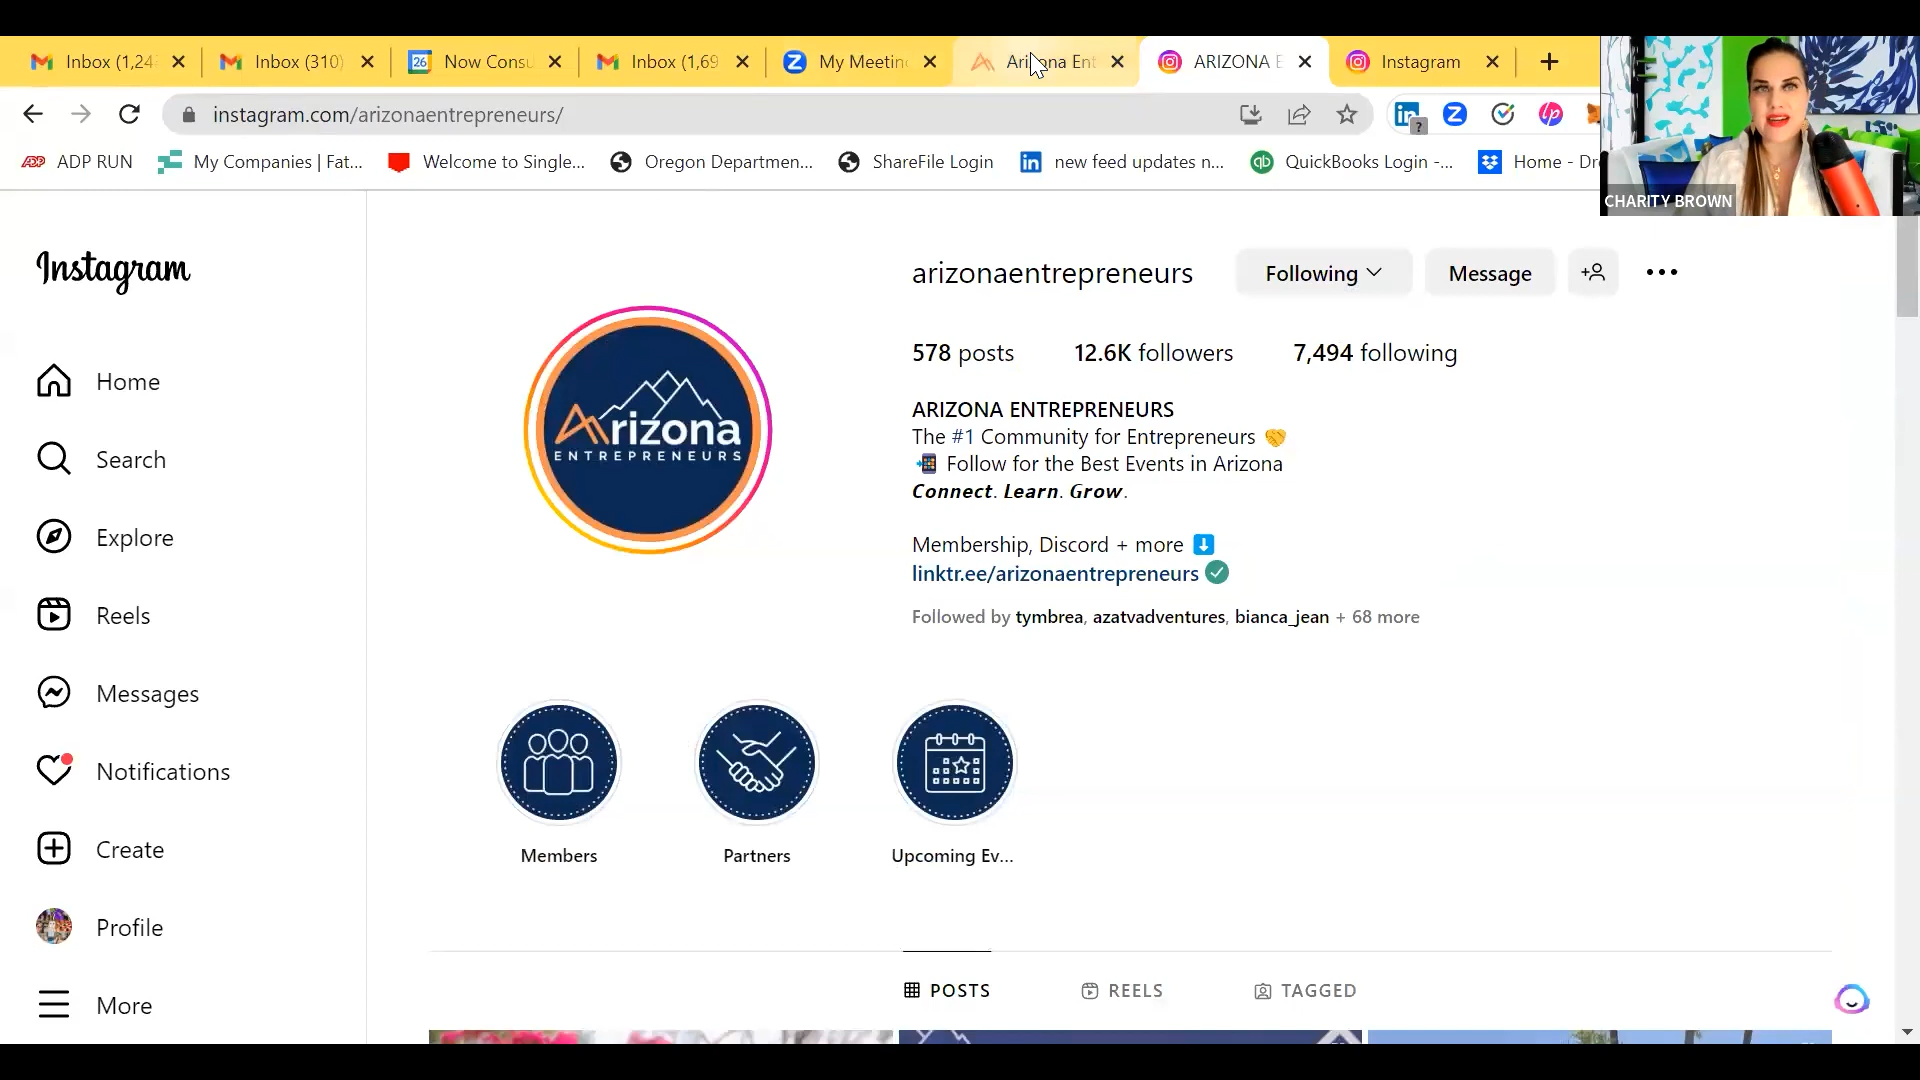 Inbox (1,24
Inbox (310)
26
Now Consu
Inbox (1,69
My Meetin
Arizona Ent
ARIZONA E
Instagram
instagram.com/arizonaentrepreneurs/
ADP RUN
My Companies | Fat...
Welcome to Single...
Oregon Departmen...
ShareFile Login
new feed updates n...
QuickBooks Login -...
Home - Dr
CHARITY BROWN
Instagram
Home
Search
Explore
Reels
Messages
Notifications
Create
Profile
More
arizonaentrepreneurs
Following
Message
578 posts
12.6K followers
7,494 following
ARIZONA ENTREPRENEURS
The #1 Community for Entrepreneurs 🤝
📲 Follow for the Best Events in Arizona
Connect. Learn. Grow.
Membership, Discord + more ⬇️
linktr.ee/arizonaentrepreneurs
Followed by tymbrea, azatvadventures, bianca_jean + 68 more
Arizona
ENTREPRENEURS
Members
Partners
Upcoming Ev...
POSTS
REELS
TAGGED